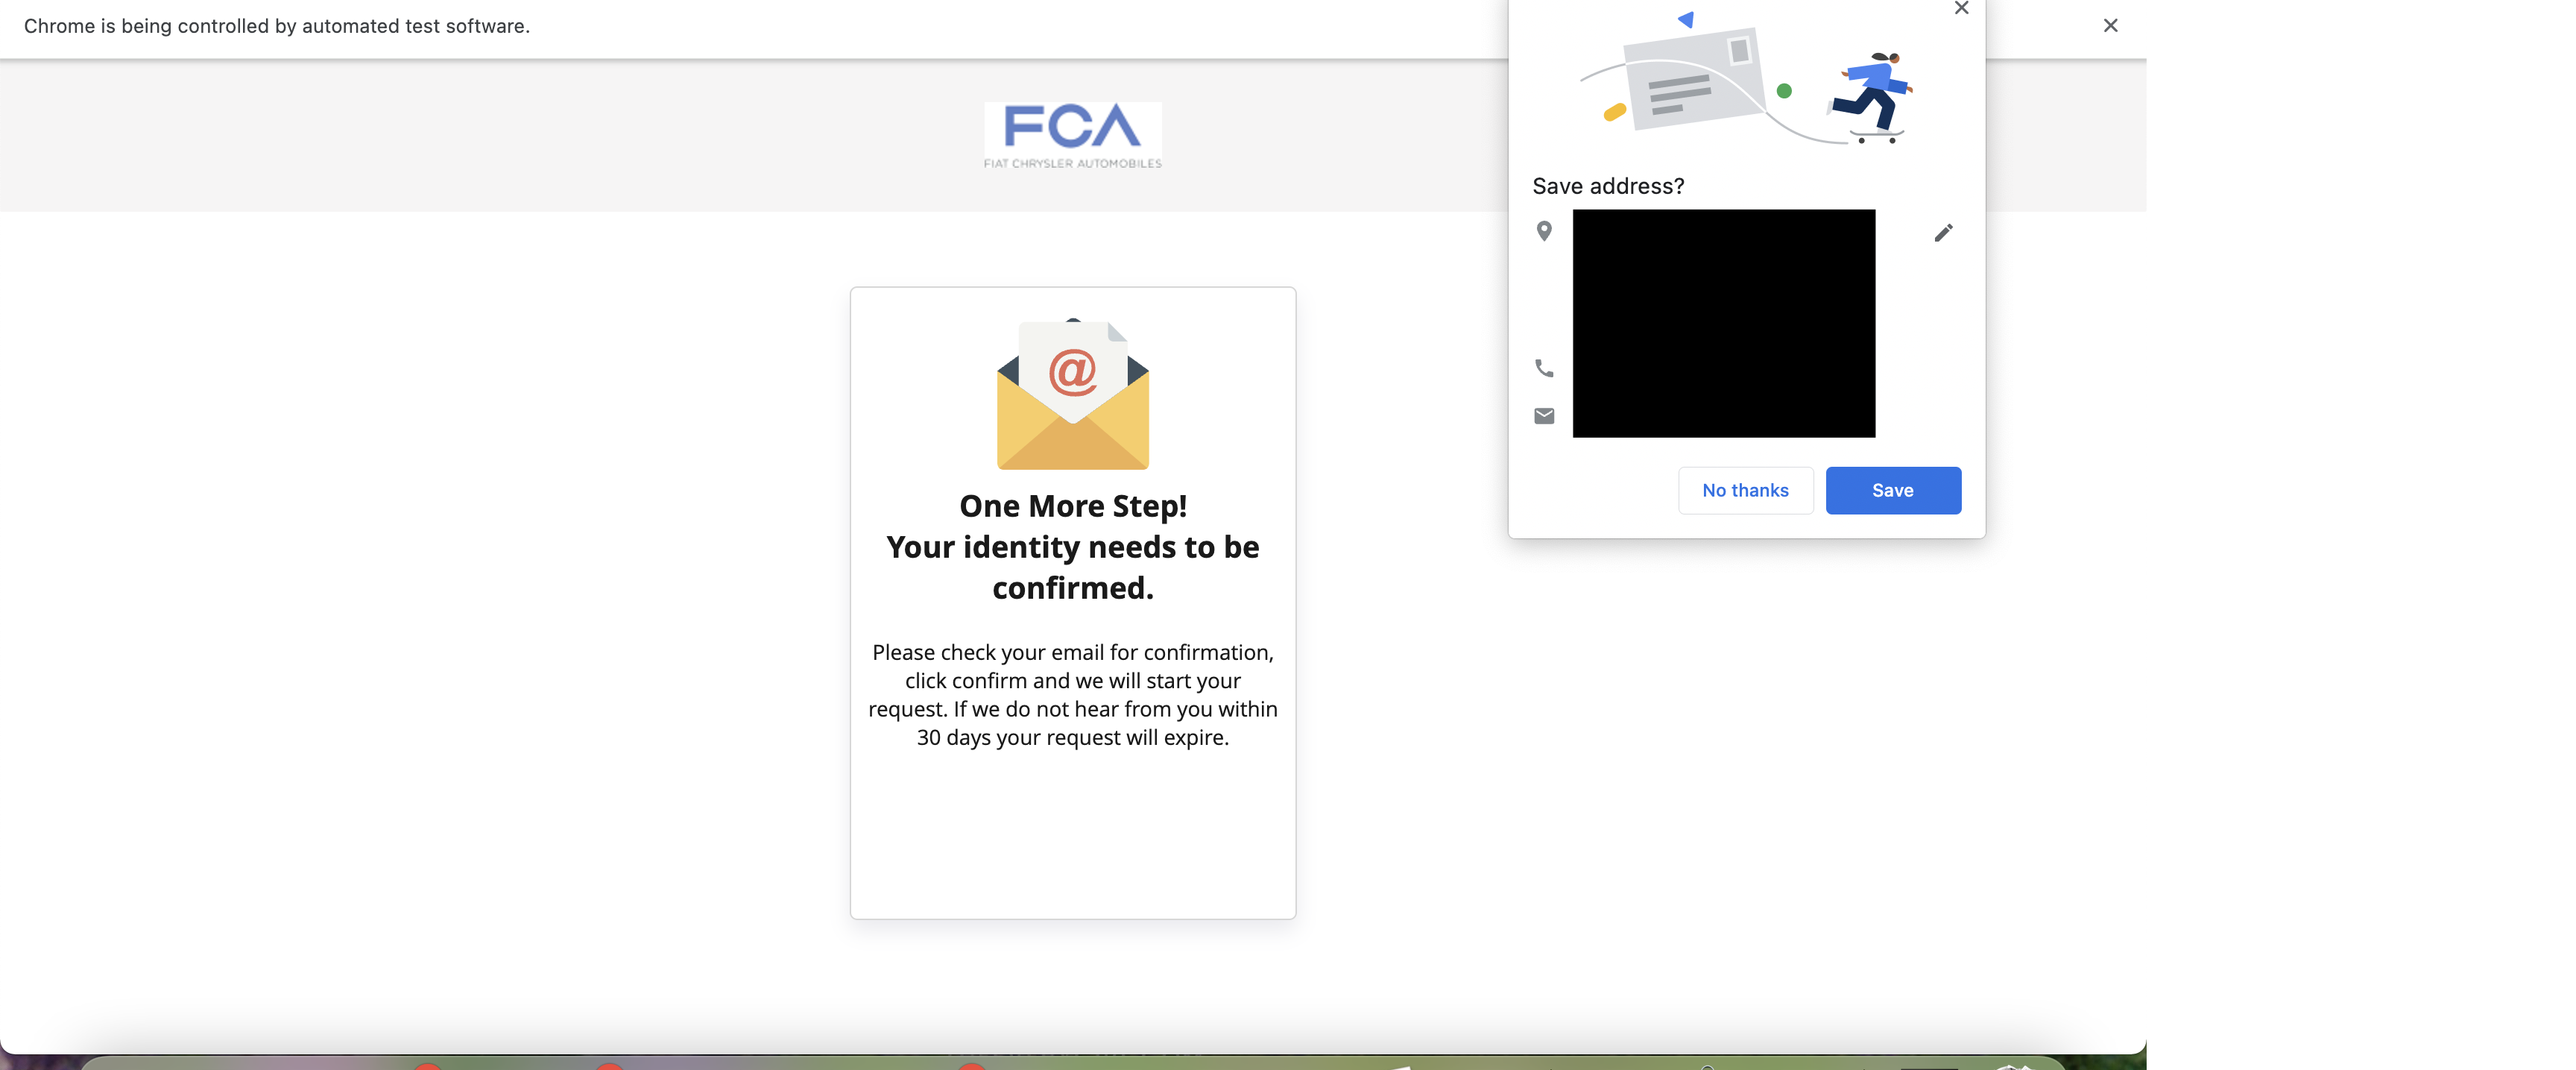 Chrome is being controlled by automated test software.
FCA
FIAT CHRYSLER AUTOMOBILES
Save address?
No thanks
Save
@
One More Step!
Your identity needs to be
confirmed.
Please check your email for confirmation,
click confirm and we will start your
request. If we do not hear from you within
30 days your request will expire.